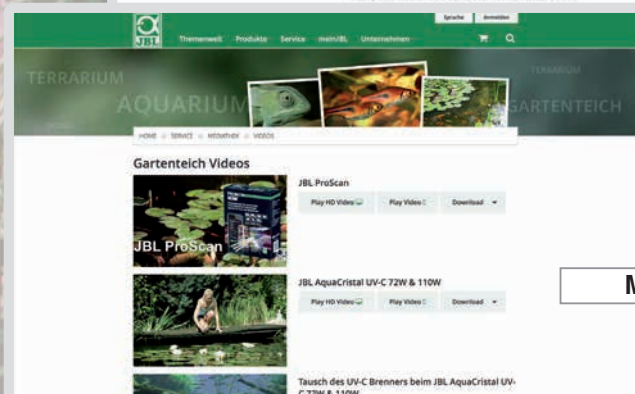 Sprache Anmelden
JBL
Themenwelt Produkte Service meinJBL Unternehmen
TERRARIUM
TERRARIUM
AQUARIUM
GARTENTEICH
HOME SERVICE MEDIATHEK VIDEOS
Gartenteich Videos
JBL ProScan
Play HD Video Play Video Download
JBL ProScan
JBL AquaCristal UV-C 72W & 110W
Play HD Video Play Video Download
M
Tausch des UV-C Brenners beim JBL AquaCristal UV-
C 72W & 110W